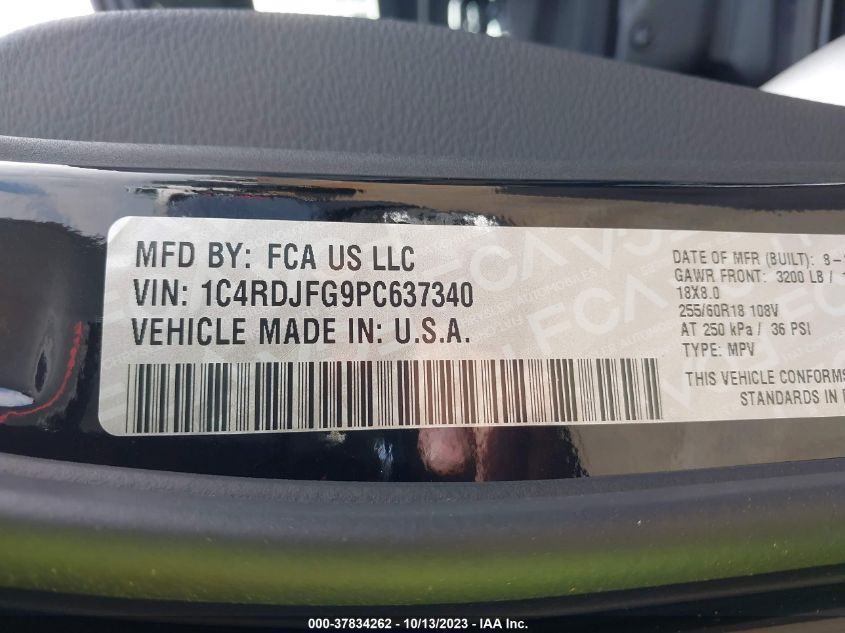 MFD BY: FCA US LLC
VIN: 1C4RDJFG9PC637340
VEHICLE MADE IN: U.S.A.
DATE OF MFR (BUILT): 8-
GAWR FRONT: 3200 LB /
18X8.0
255/60R18 108V
AT 250 kPa / 36 PSI
TYPE: MPV
THIS VEHICLE CONFORMS
STANDARDS IN
000-37834262 - 10/13/2023 - IAA Inc.